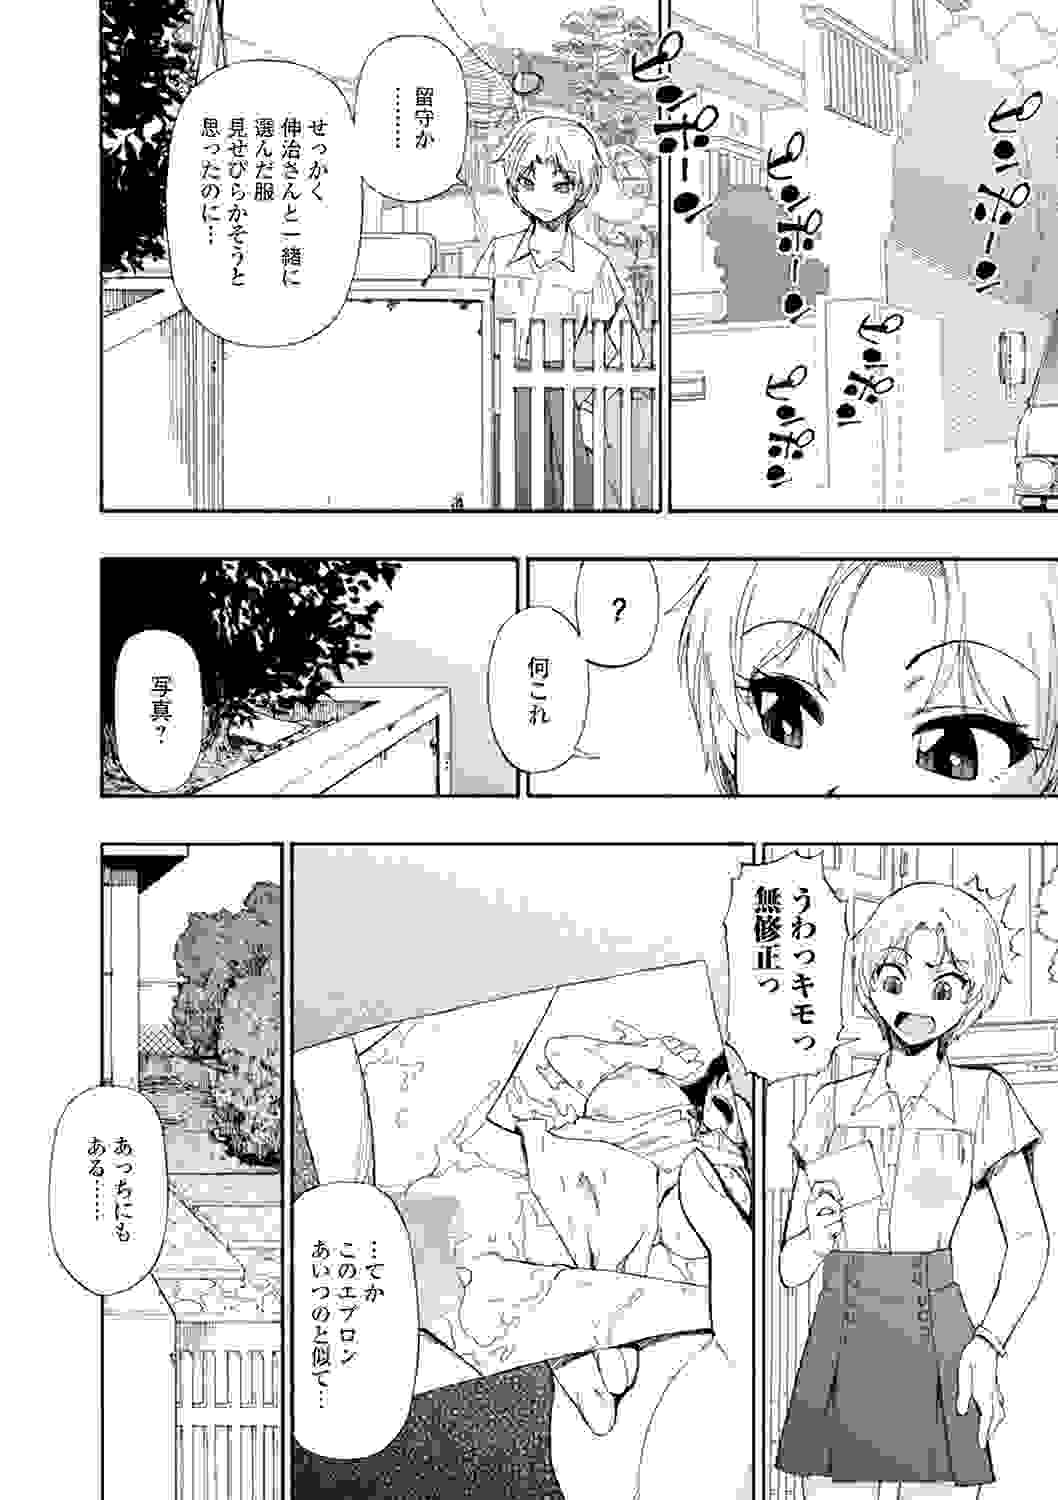 ピンポーン
ピンポーン
ピンポーン
ピンポン
ピンポン
留守か
………
せっかく
伸治さんと一緒に
選んだ服
見せびらかそうと
思ったのに…
?
何これ
写真?
うわっキモっ
無修正っ
…てか
このエプロン
あいつのと似て…
あっちにも
ある……